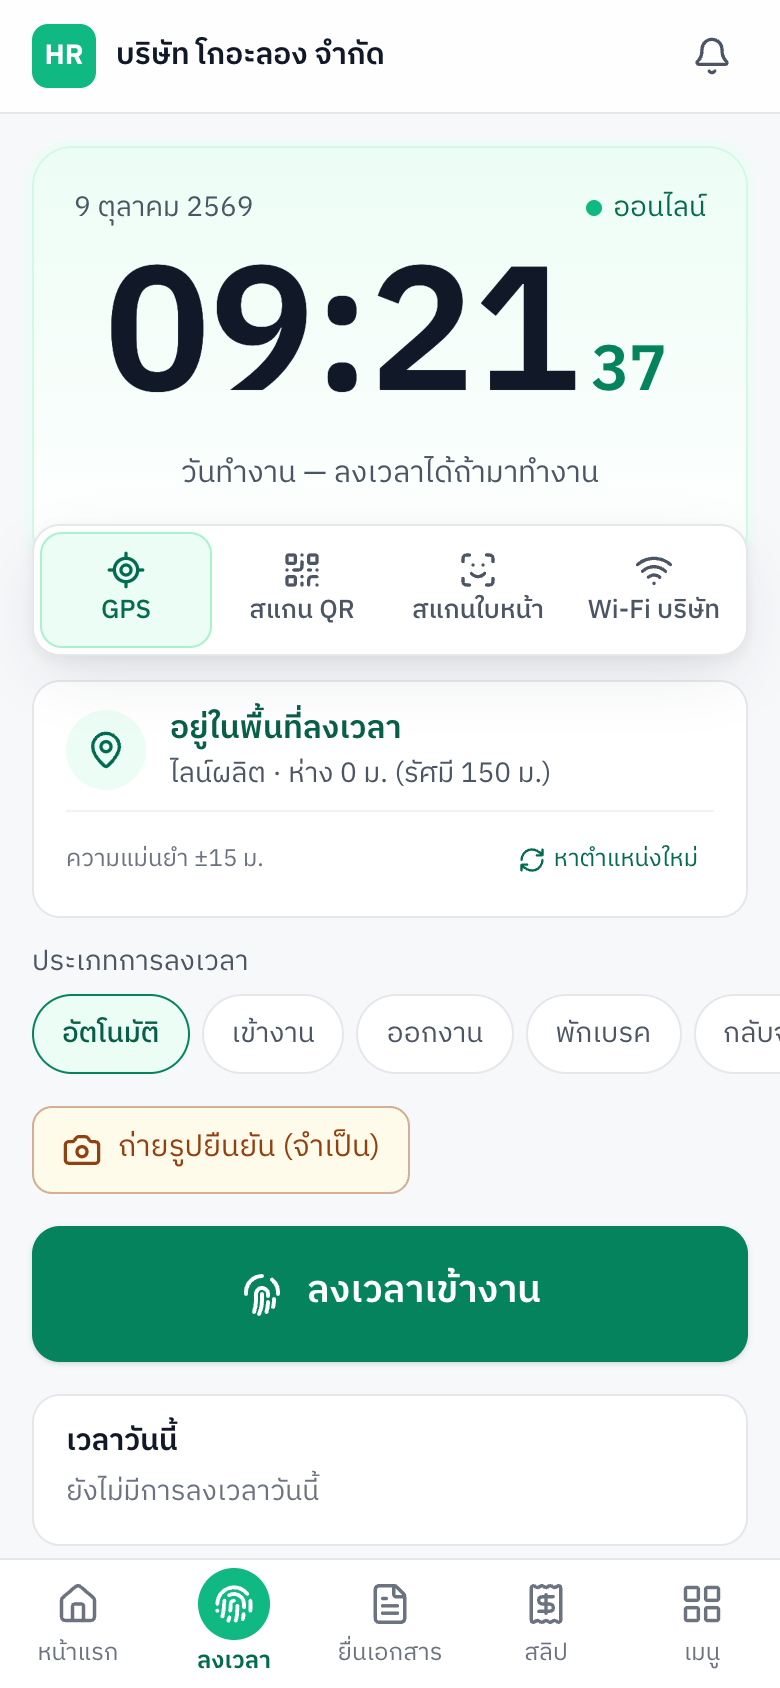 HR บริษัท โกอะลอง จำกัด
9 ตุลาคม 2569 ออนไลน์
09:21 37
วันทำงาน — ลงเวลาได้ถ้ามาทำงาน
GPS สแกน QR สแกนใบหน้า Wi-Fi บริษัท
อยู่ในพื้นที่ลงเวลา
ไลน์ผลิต · ห่าง 0 ม. (รัศมี 150 ม.)
ความแม่นยำ ±15 ม. หาตำแหน่งใหม่
ประเภทการลงเวลา
อัตโนมัติ เข้างาน ออกงาน พักเบรค กลับจ
ถ่ายรูปยืนยัน (จำเป็น)
ลงเวลาเข้างาน
เวลาวันนี้
ยังไม่มีการลงเวลาวันนี้
หน้าแรก ลงเวลา ยื่นเอกสาร สลิป เมนู